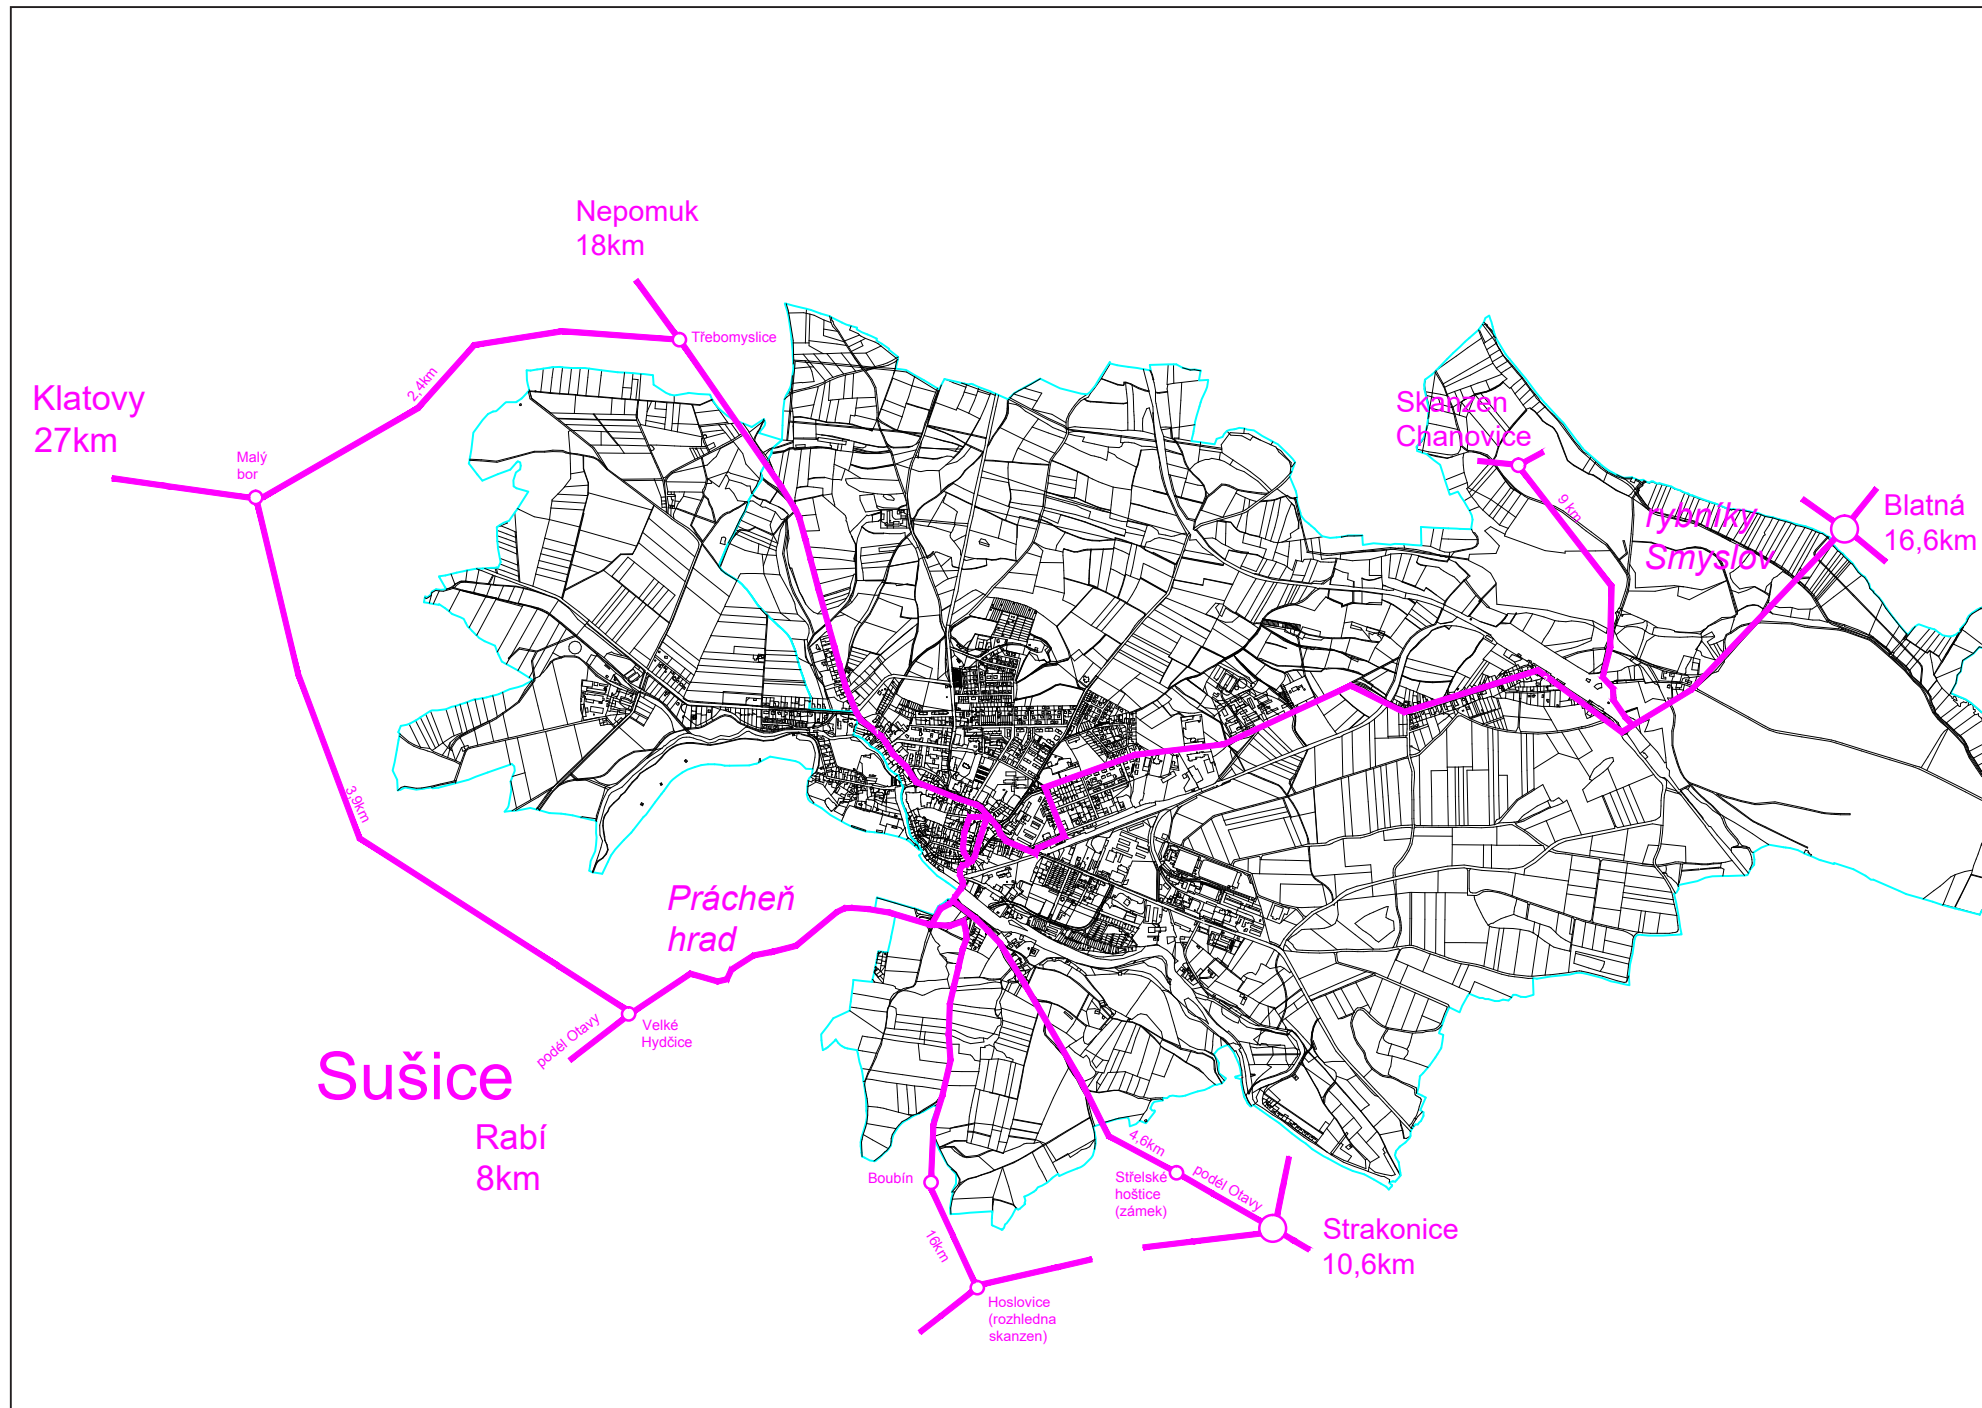 Nepomuk
18km
Třebomyslice
2,4km
Klatovy
27km
Malý
bor
Skanzen
Chanovice
9 km
rybníky
Smyslov
Blatná
16,6km
3,9km
Prácheň
hrad
podél Otavy
Velké
Hydčice
Sušice
Rabí
8km
4,6km
Boubín
Střelské
hoštice
(zámek)
podél Otavy
Strakonice
10,6km
16km
Hoslovice
(rozhledna
skanzen)